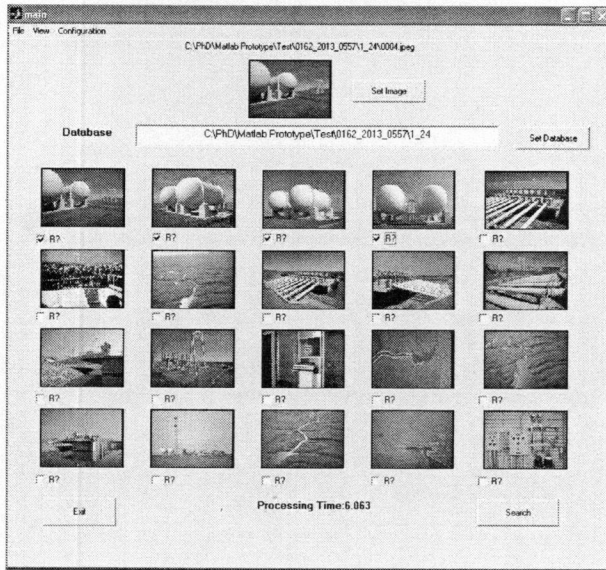 main
File View Configuration
C:\PhD\Matlab Prototype\Test\0162_2013_0557\1_24\0004.jpeg
Set Image
Database
C:\PhD\Matlab Prototype\Test\0162_2013_0557\1_24
Set Database
R? R? R? R? R?
R? R? R? R? R?
R? R? R? R? R?
R? R? R? R? R?
Exit
Processing Time:6.063
Search